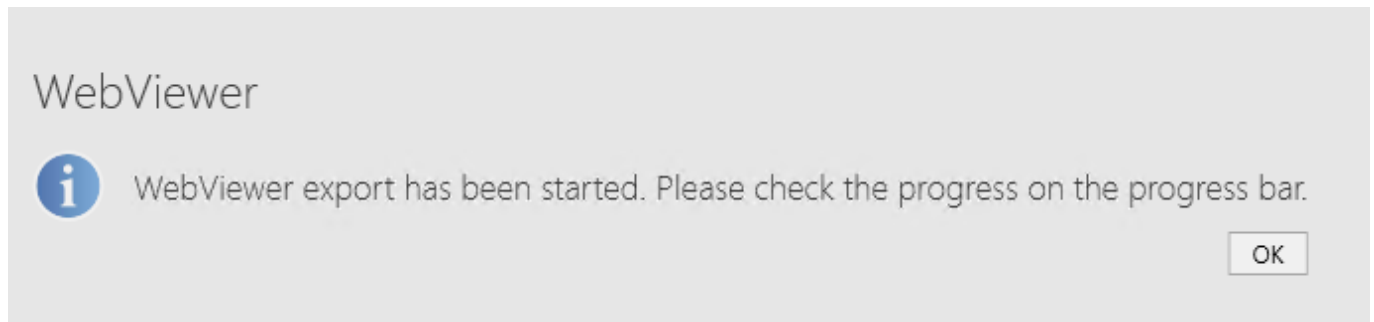 WebViewer
WebViewer export has been started. Please check the progress on the progress bar.
OK